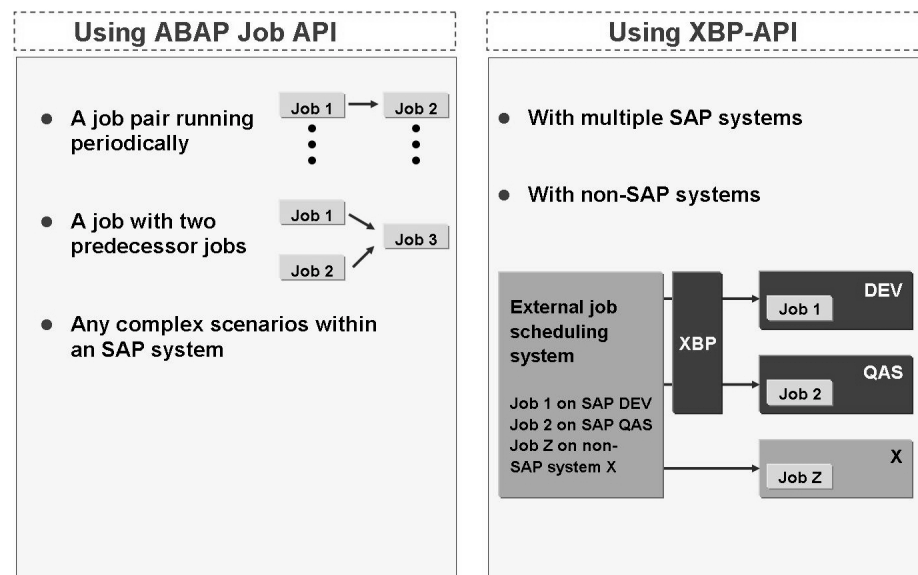 Using ABAP Job API
A job pair running
periodically
Job 1
Job 2
A job with two
predecessor jobs
Job 1
Job 2
Job 3
Any complex scenarios within
an SAP system
Using XBP-API
With multiple SAP systems
With non-SAP systems
External job
scheduling
system
Job 1 on SAP DEV
Job 2 on SAP QAS
Job Z on non-
SAP system X
XBP
DEV
Job 1
QAS
Job 2
X
Job Z